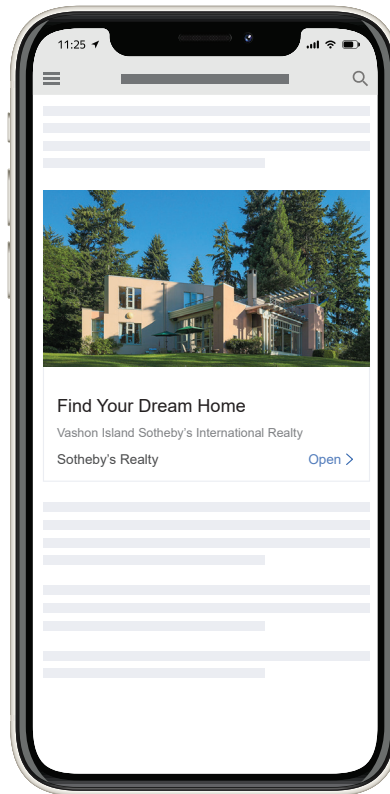 11:25
Find Your Dream Home
Vashon Island Sotheby's International Realty
Sotheby's Realty
Open